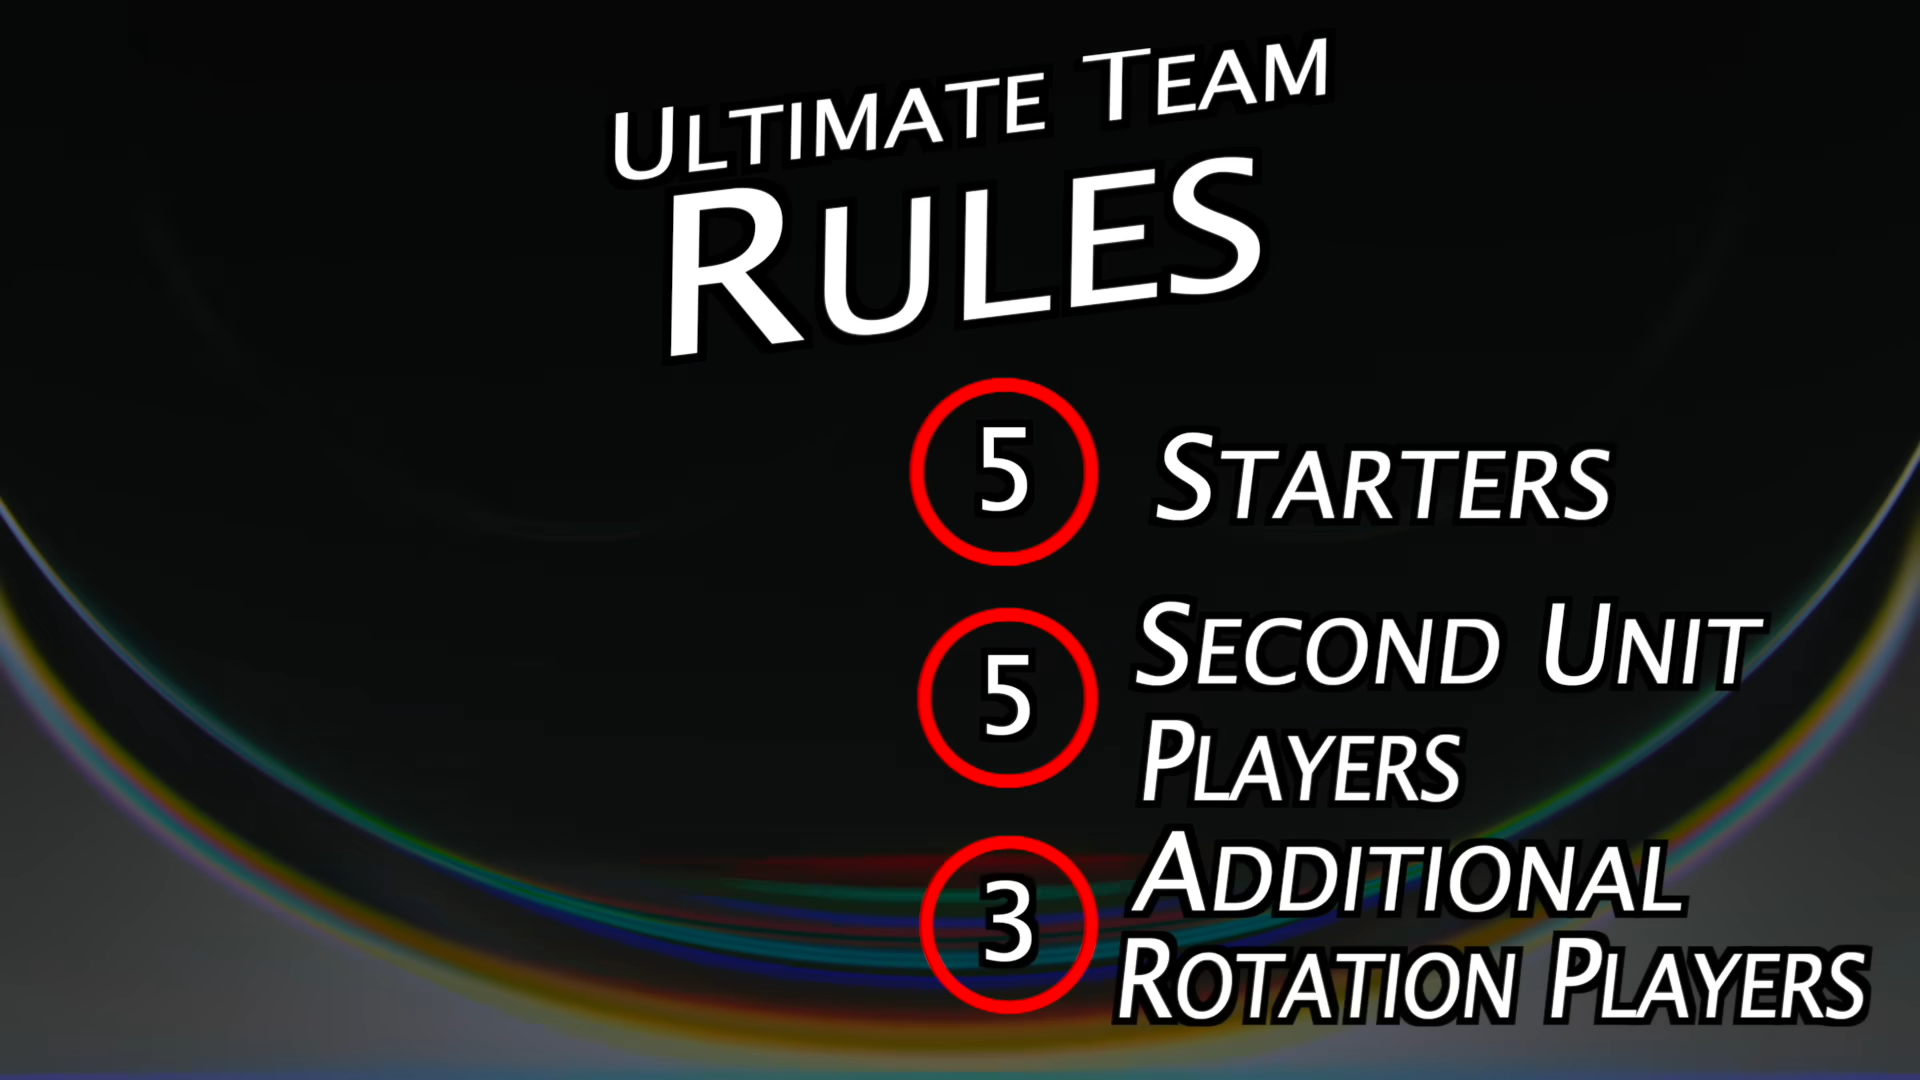 ULTIMATE TEAM
RULES
5 STARTERS
5 SECOND UNIT
PLAYERS
3 ADDITIONAL
ROTATION PLAYERS